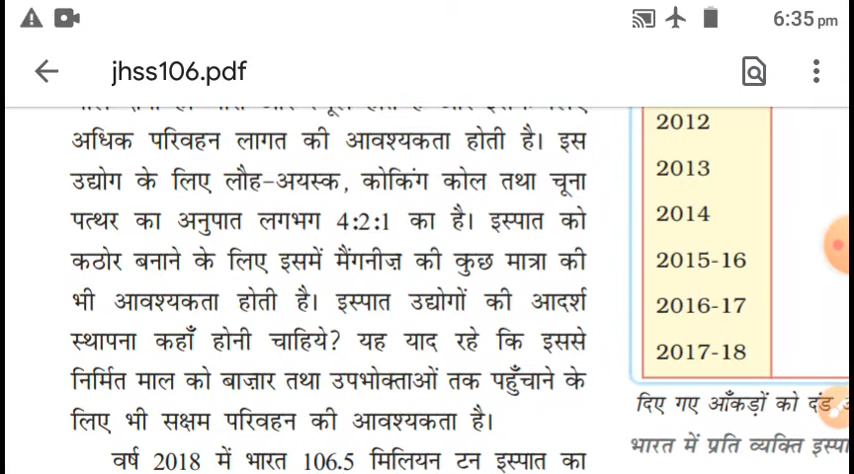 6:35 pm
jhss106.pdf
अधिक परिवहन लागत की आवश्यकता होती है। इस
उद्योग के लिए लौह-अयस्क, कोकिंग कोल तथा चूना
पत्थर का अनुपात लगभग 4:2:1 का है। इस्पात को
कठोर बनाने के लिए इसमें मैंगनीज़ की कुछ मात्रा की
भी आवश्यकता होती है। इस्पात उद्योगों की आदर्श
स्थापना कहाँ होनी चाहिये? यह याद रहे कि इससे
निर्मित माल को बाज़ार तथा उपभोक्ताओं तक पहुँचाने के
लिए भी सक्षम परिवहन की आवश्यकता है।
वर्ष 2018 में भारत 106.5 मिलियन टन इस्पात का
2012
2013
2014
2015-16
2016-17
2017-18
दिए गए आँकड़ों को दंड
भारत में प्रति व्यक्ति